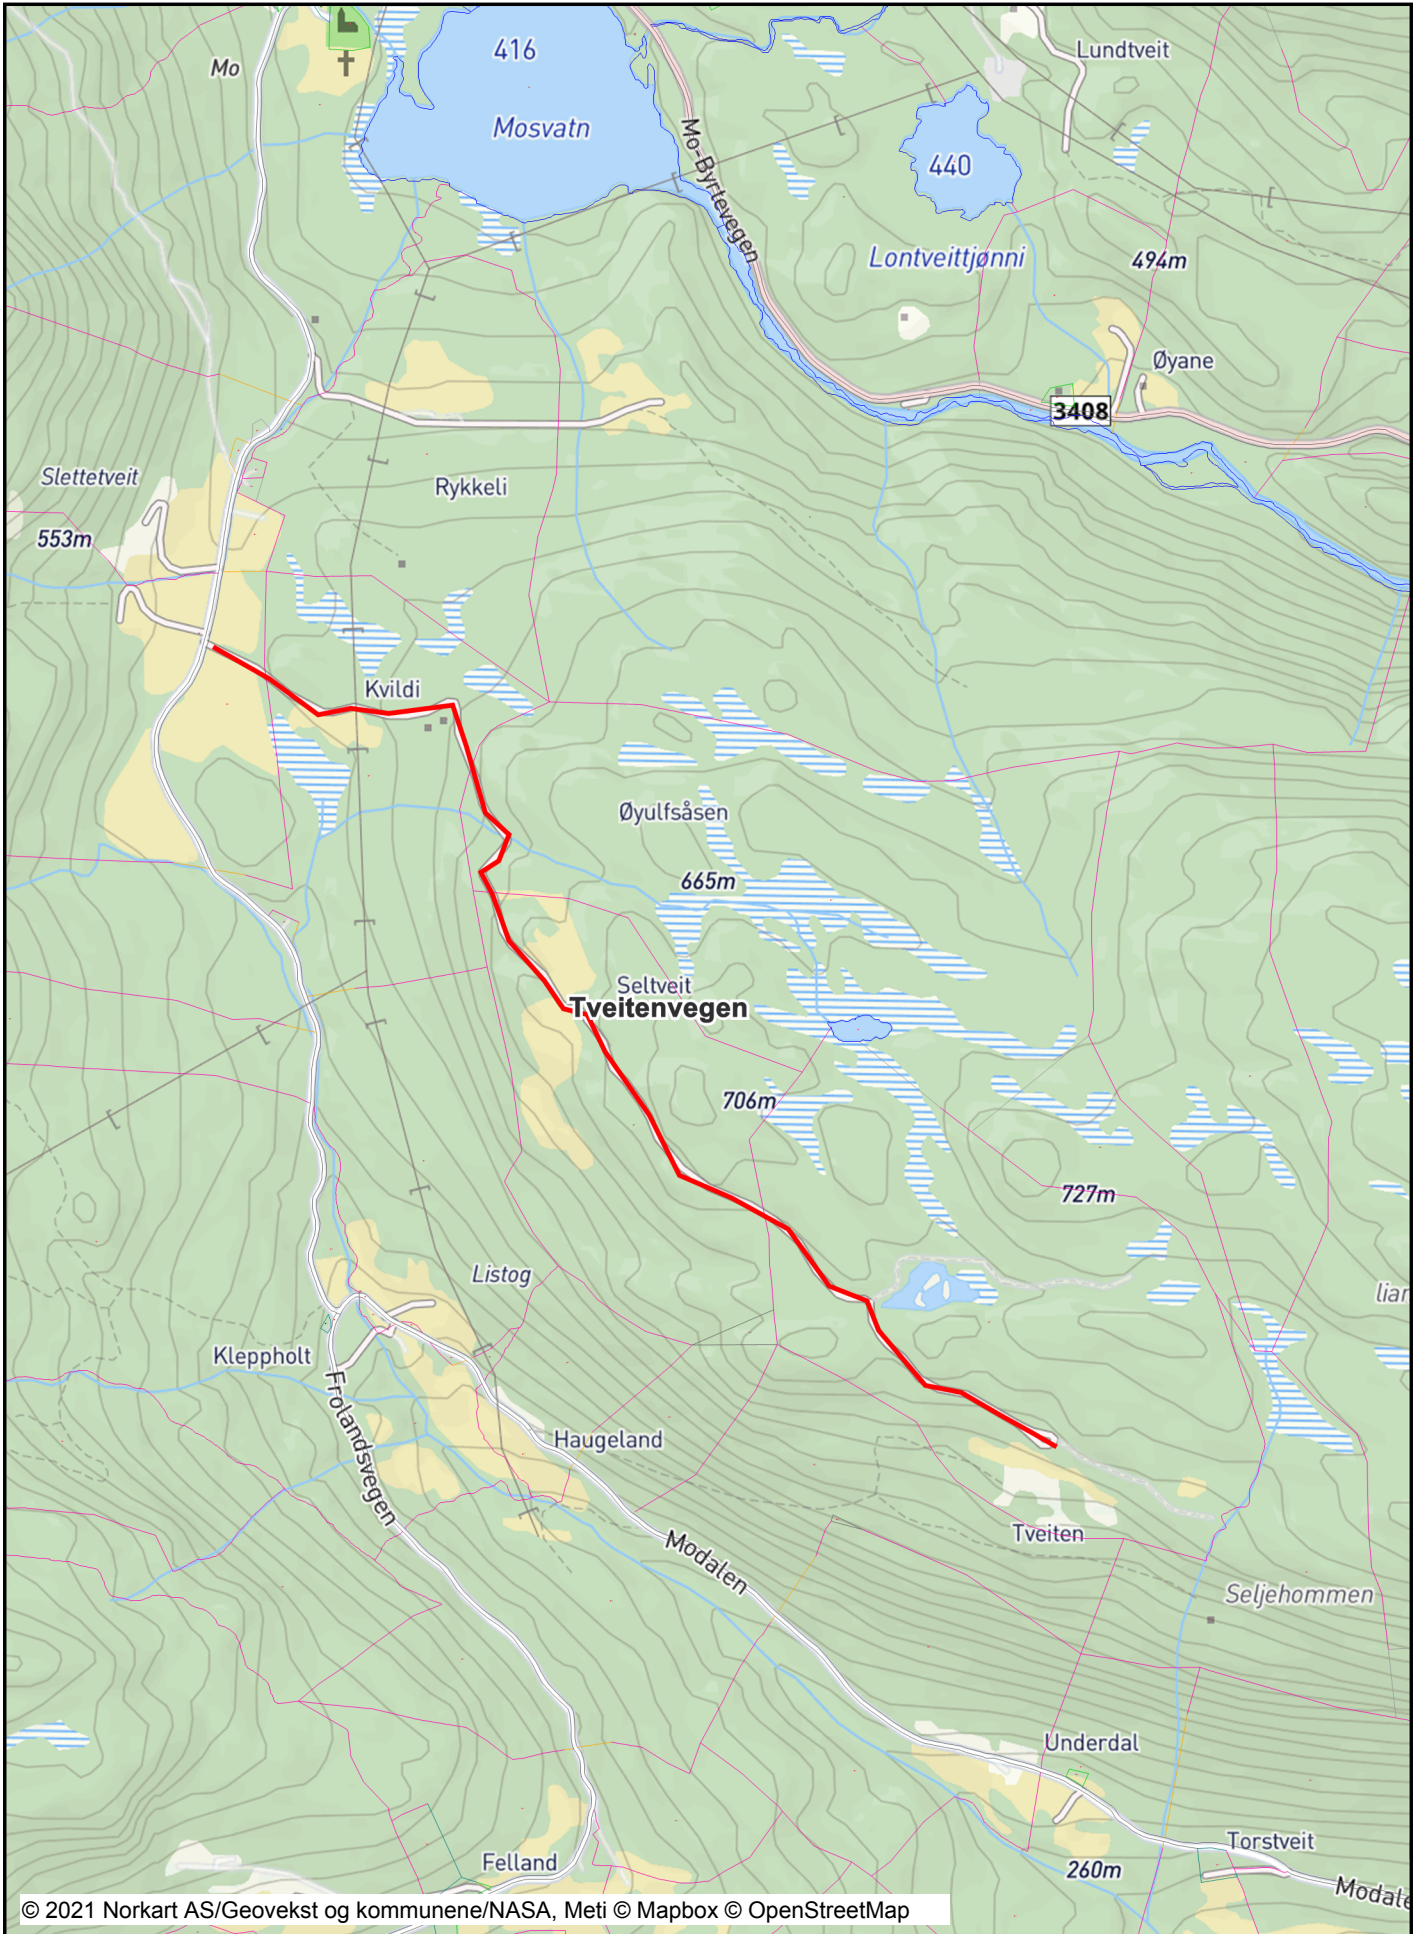 416
Mosvatn
Mo
Lundtveit
Mo-Byrtevegen
440
Lontveittjønni
494m
Øyane
3408
Slettetveit
553m
Rykkeli
Kvildi
Øyulfsåsen
665m
Seltveit
Tveitenvegen
706m
727m
Listog
liar
Kleppholt
Frolandsvegen
Haugeland
Modalen
Tveiten
Seljehommen
Underdal
Torstveit
260m
Felland
Modale
© 2021 Norkart AS/Geovekst og kommunene/NASA, Meti © Mapbox © OpenStreetMap